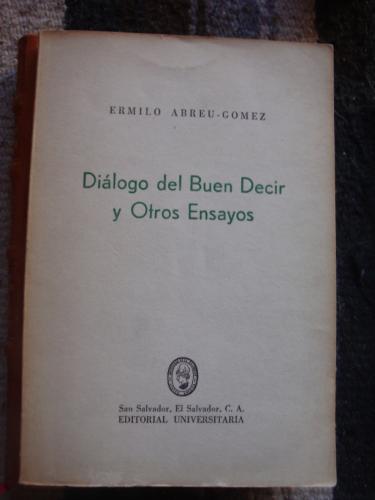 ERMILO ABREU-GOMEZ
Diálogo del Buen Decir
y Otros Ensayos
San Salvador, El Salvador, C. A.
EDITORIAL UNIVERSITARIA